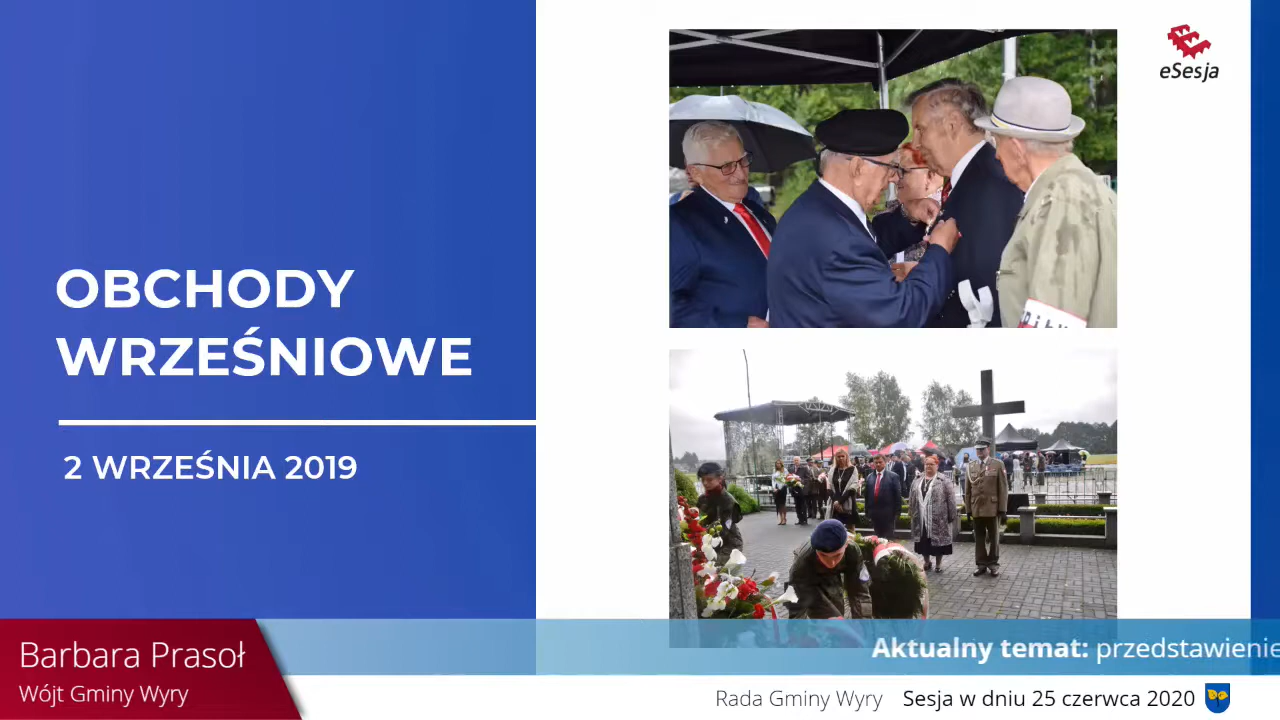 eSesja
OBCHODY
WRZEŚNIOWE
2 WRZEŚNIA 2019
Barbara Prasoł
Wójt Gminy Wyry
Aktualny temat: przedstawienie
Rada Gminy Wyry Sesja w dniu 25 czerwca 2020